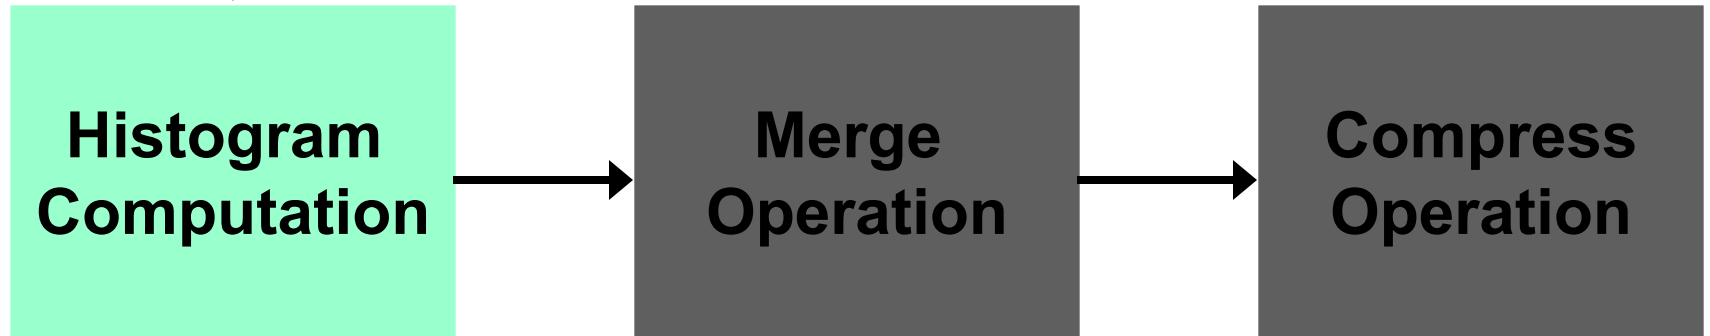 Histogram
Computation
Merge
Operation
Compress
Operation